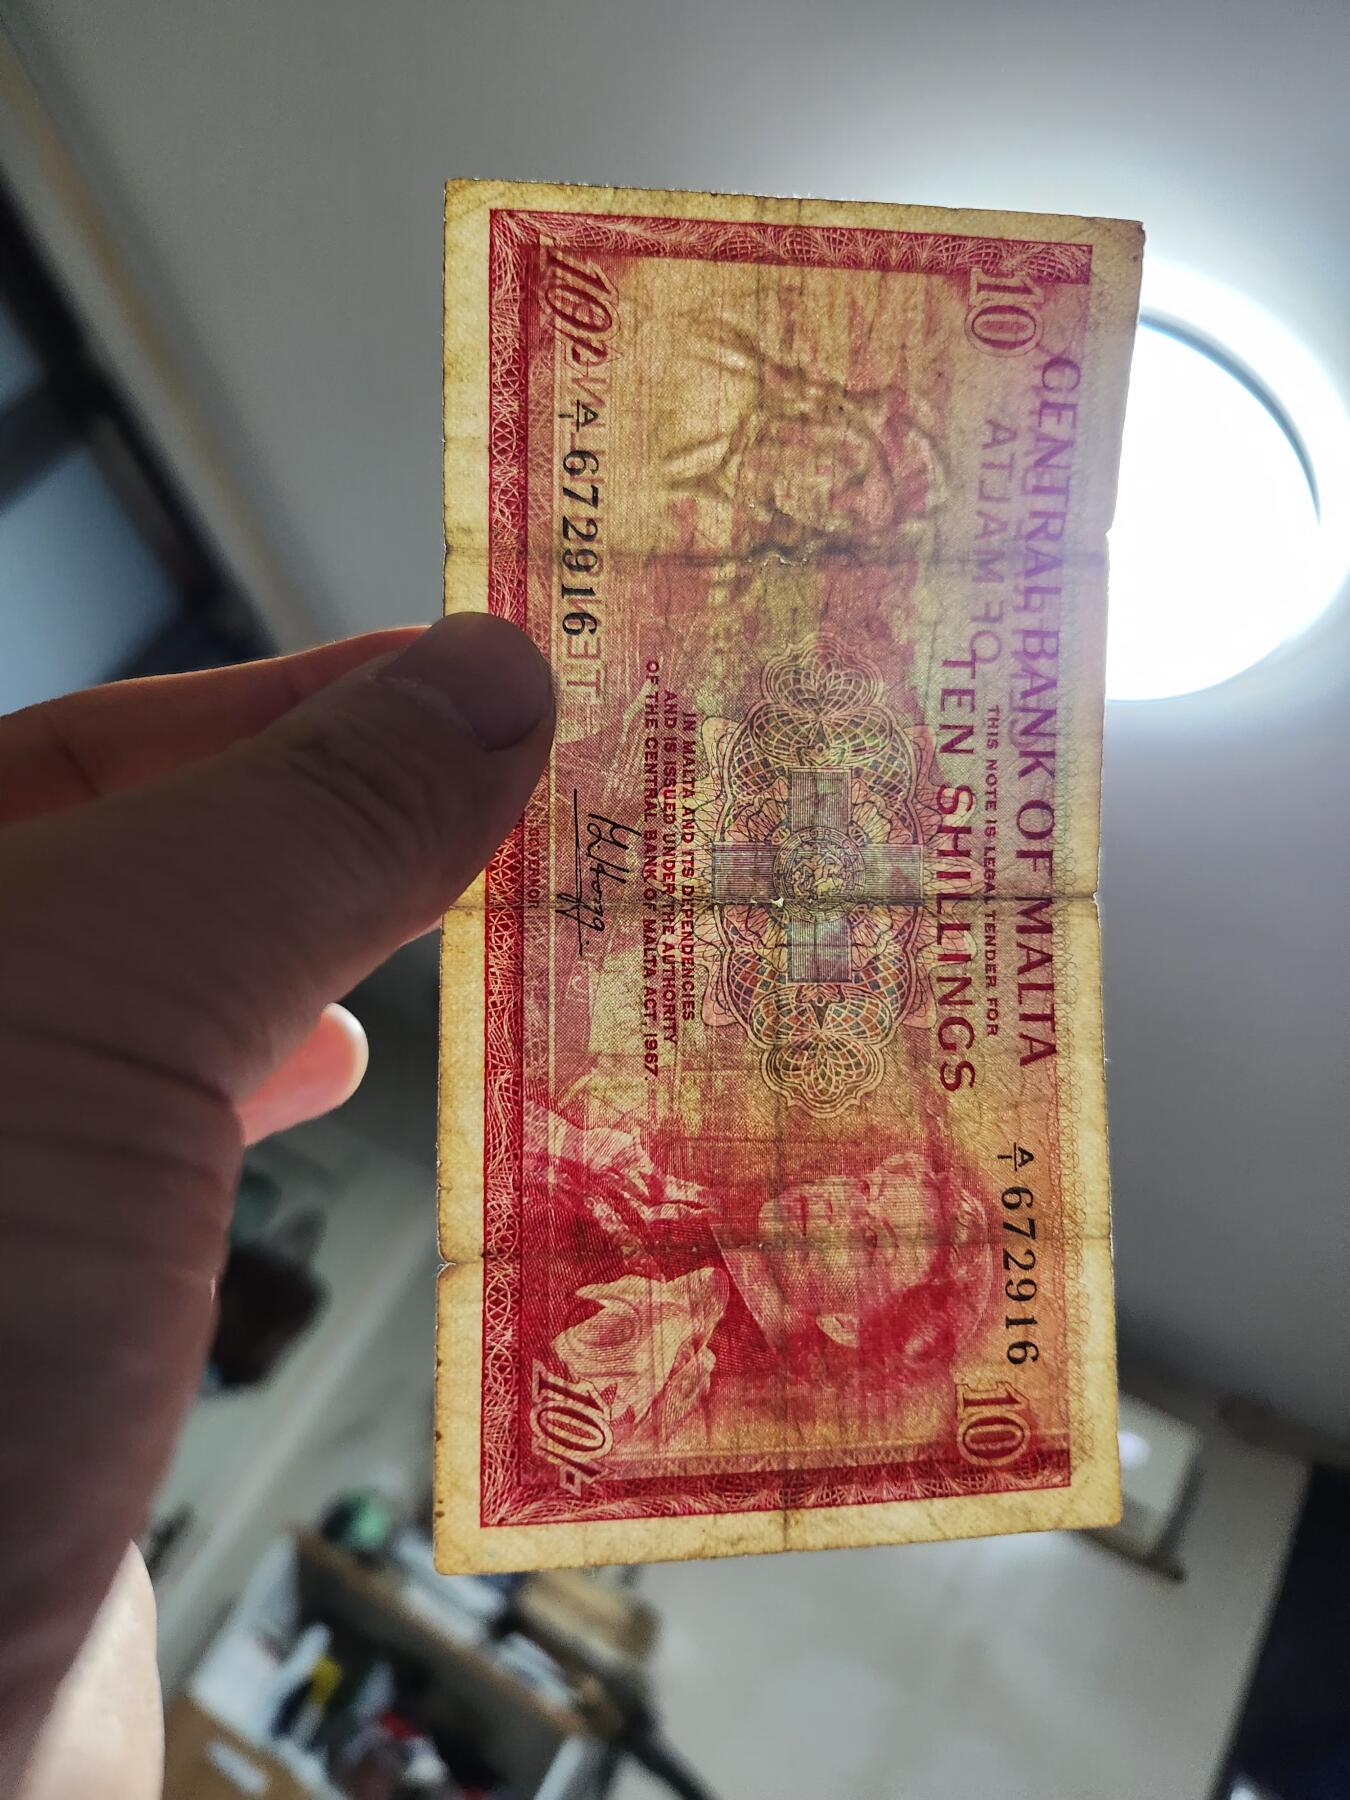 CENTRAL BANK OF MALTA
10
A/1 672916
THIS NOTE IS LEGAL TENDER FOR
TEN SHILLINGS
10
IN MALTA AND ITS DEPENDENCIES
AND IS ISSUED UNDER THE AUTHORITY
OF THE CENTRAL BANK OF MALTA ACT, 1967.
A/1 672916
GOVERNOR
10/-
10/-